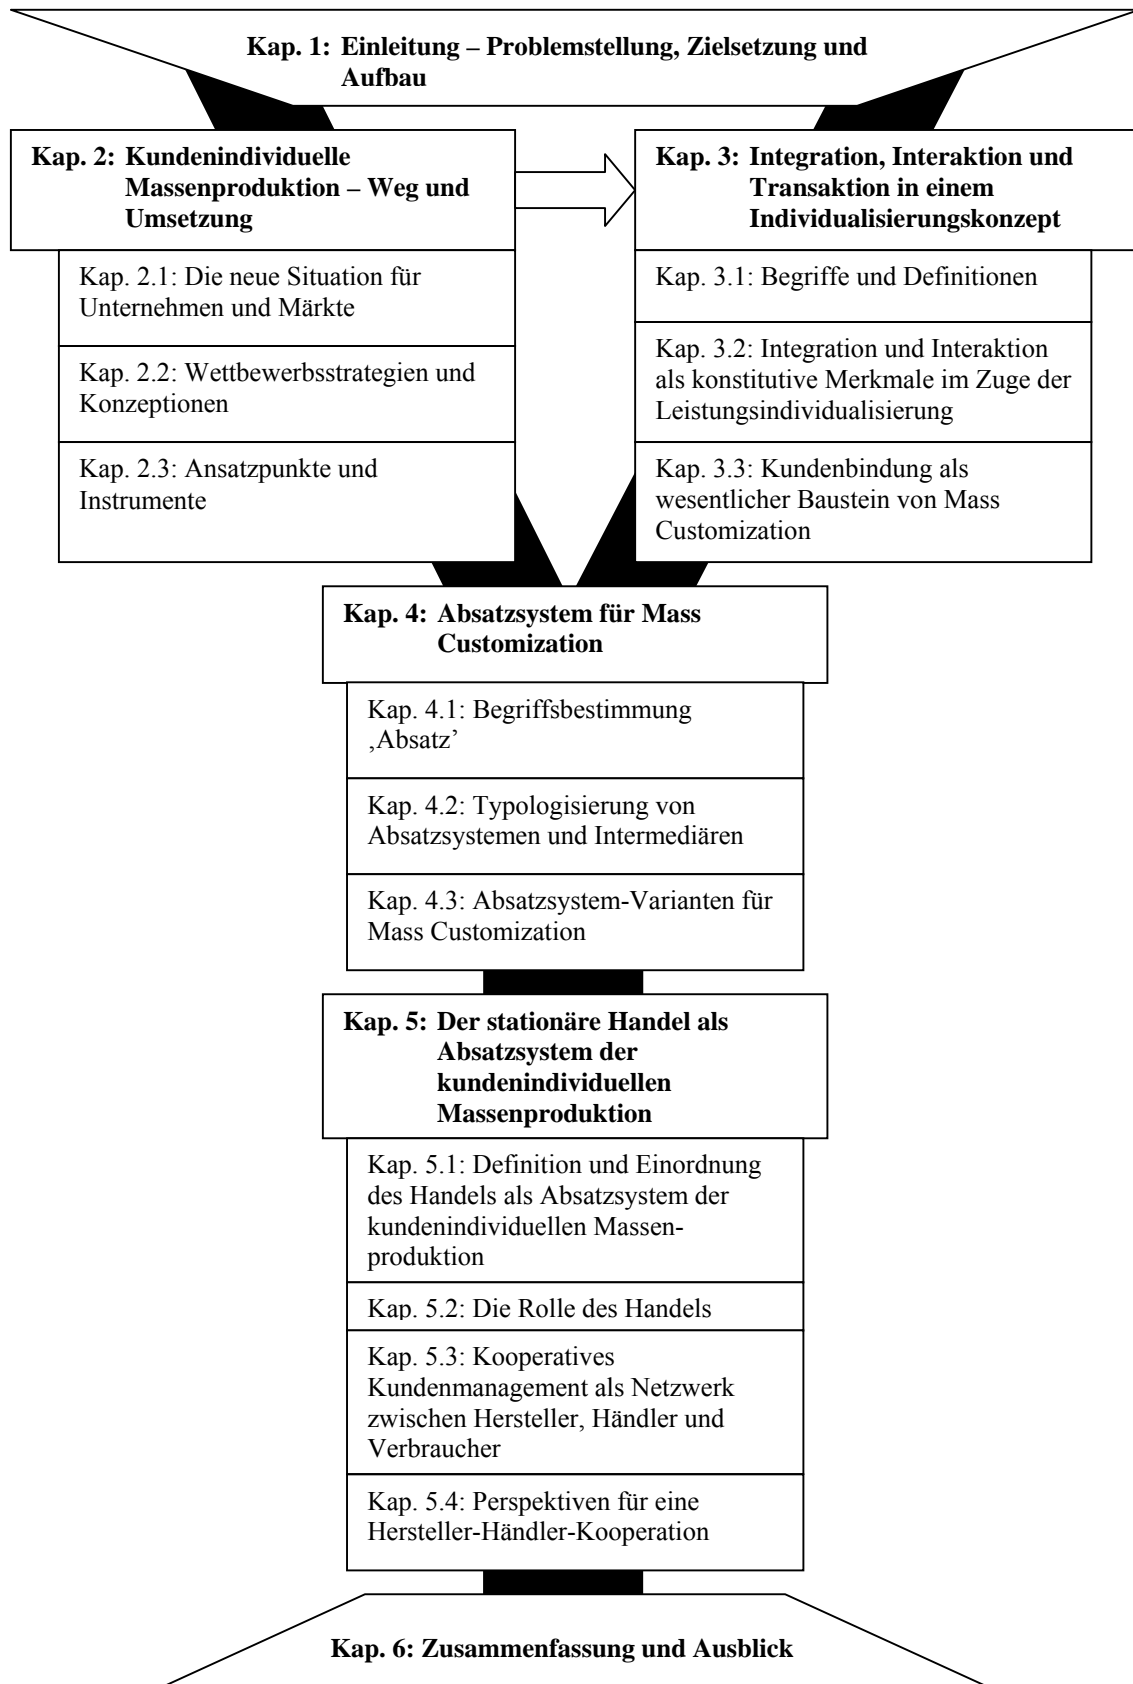 Kap. 1: Einleitung – Problemstellung, Zielsetzung und
Aufbau
Kap. 2: Kundenindividuelle
Massenproduktion – Weg und
Umsetzung
Kap. 2.1: Die neue Situation für
Unternehmen und Märkte
Kap. 2.2: Wettbewerbsstrategien und
Konzeptionen
Kap. 2.3: Ansatzpunkte und
Instrumente
Kap. 3: Integration, Interaktion und
Transaktion in einem
Individualisierungskonzept
Kap. 3.1: Begriffe und Definitionen
Kap. 3.2: Integration und Interaktion
als konstitutive Merkmale im Zuge der
Leistungsindividualisierung
Kap. 3.3: Kundenbindung als
wesentlicher Baustein von Mass
Customization
Kap. 4: Absatzsystem für Mass
Customization
Kap. 4.1: Begriffsbestimmung
‚Absatz’
Kap. 4.2: Typologisierung von
Absatzsystemen und Intermediären
Kap. 4.3: Absatzsystem-Varianten für
Mass Customization
Kap. 5: Der stationäre Handel als
Absatzsystem der
kundenindividuellen
Massenproduktion
Kap. 5.1: Definition und Einordnung
des Handels als Absatzsystem der
kundenindividuellen Massen-
produktion
Kap. 5.2: Die Rolle des Handels
Kap. 5.3: Kooperatives
Kundenmanagement als Netzwerk
zwischen Hersteller, Händler und
Verbraucher
Kap. 5.4: Perspektiven für eine
Hersteller-Händler-Kooperation
Kap. 6: Zusammenfassung und Ausblick